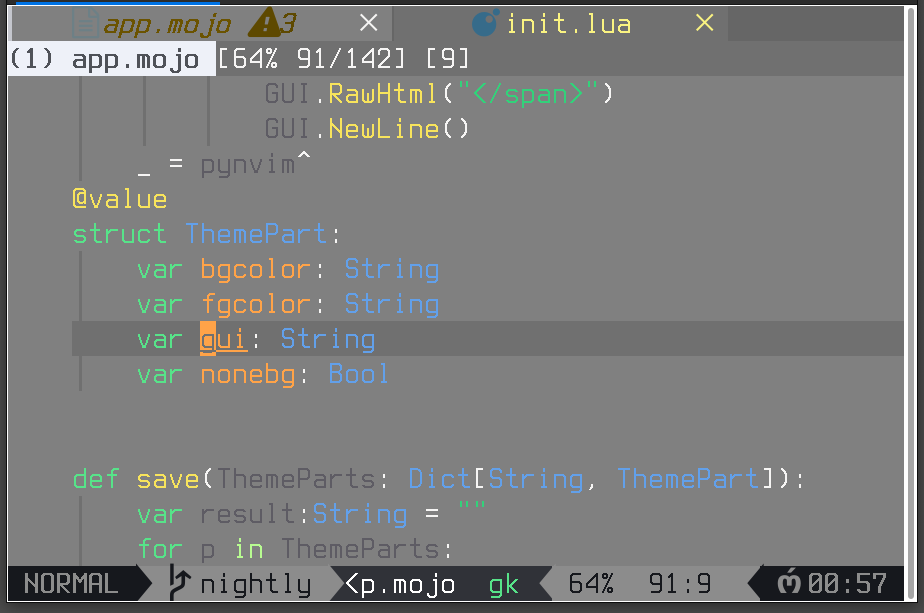 app.mojo 3 × init.lua ×
(1) app.mojo [64% 91/142] [9]
GUI.RawHtml("</span>")
GUI.NewLine()
_ = pynvim^
@value
struct ThemePart:
var bgcolor: String
var fgcolor: String
var gui: String
var nonebg: Bool
def save(ThemeParts: Dict[String, ThemePart]):
var result:String = ""
for p in ThemeParts:
NORMAL nightly <p.mojo gk 64% 91:9 00:57